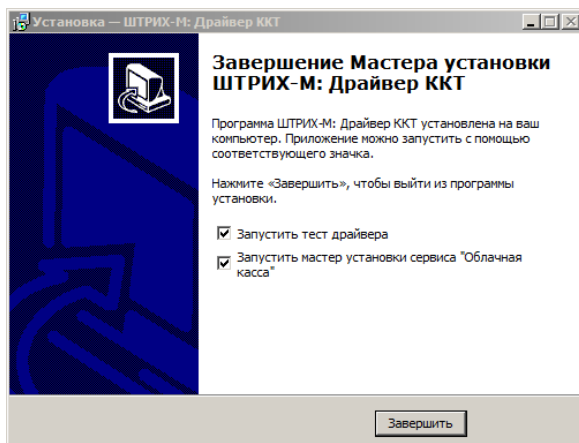 Установка — ШТРИХ-М: Драйвер ККТ
Завершение Мастера установки
ШТРИХ-М: Драйвер ККТ
Программа ШТРИХ-М: Драйвер ККТ установлена на ваш
компьютер. Приложение можно запустить с помощью
соответствующего значка.
Нажмите «Завершить», чтобы выйти из программы
установки.
Запустить тест драйвера
Запустить мастер установки сервиса "Облачная
касса"
Завершить